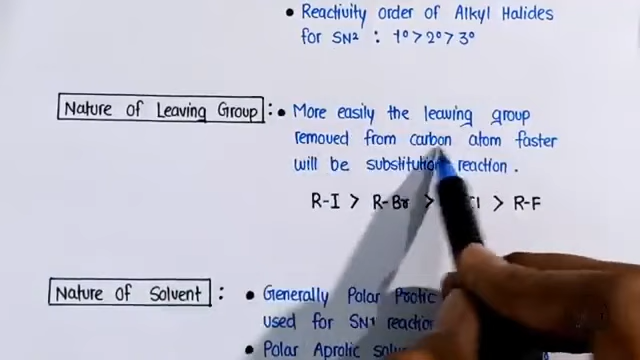 • Reactivity order of Alkyl Halides
for SN² : 1° > 2° > 3°
Nature of Leaving Group : • More easily the leaving group
removed from carbon atom faster
will be substitution reaction.
R-I > R-Br > > R-F
Nature of Solvent : • Generally Polar Protic
used for SN¹ reaction
• Polar Aprotic